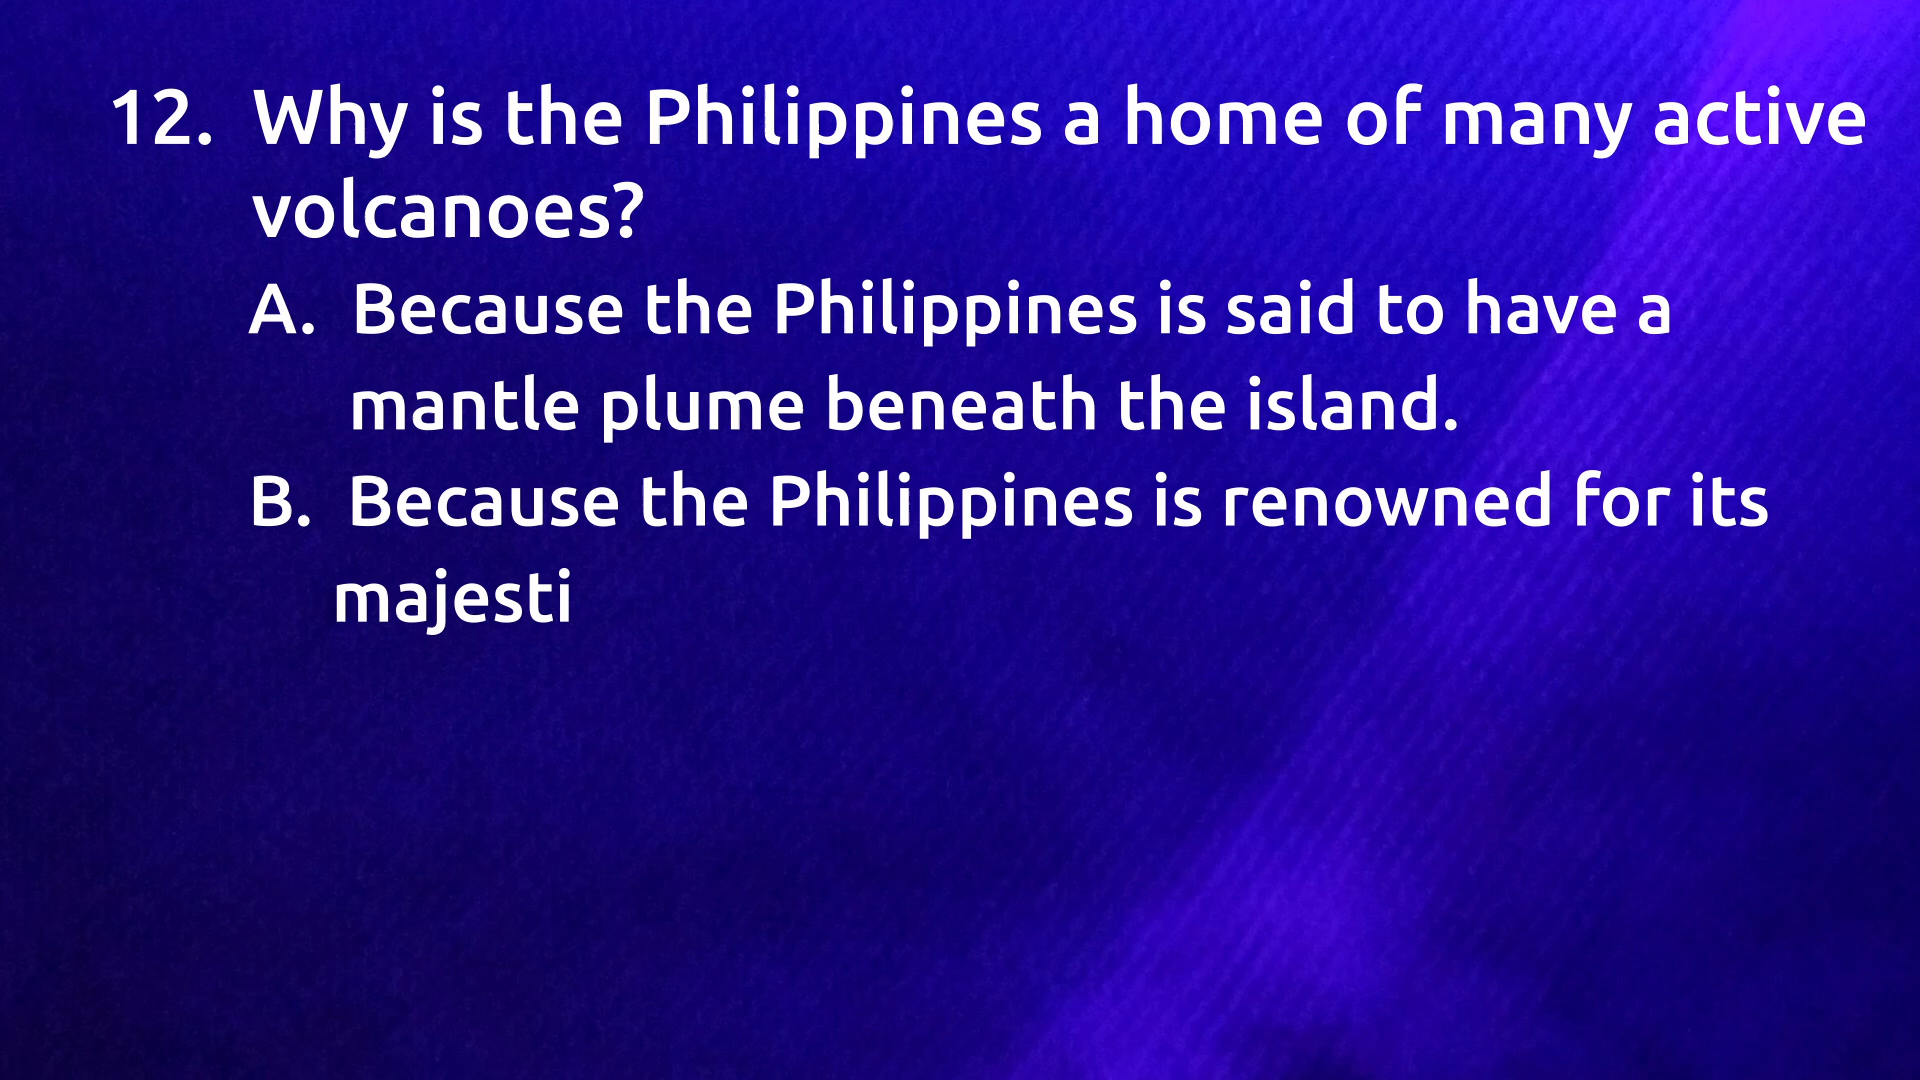 12. Why is the Philippines a home of many active
volcanoes?
A. Because the Philippines is said to have a
mantle plume beneath the island.
B. Because the Philippines is renowned for its
majesti